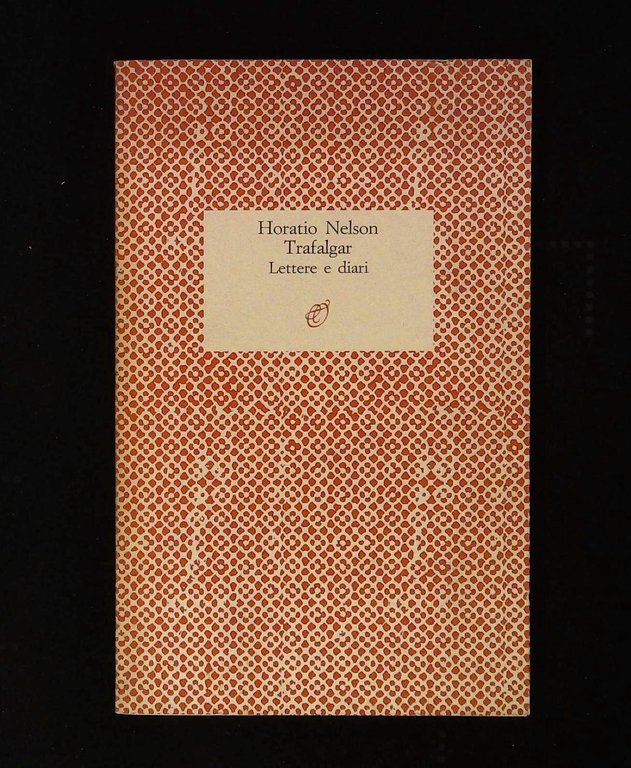 Horatio Nelson
Trafalgar
Lettere e diari